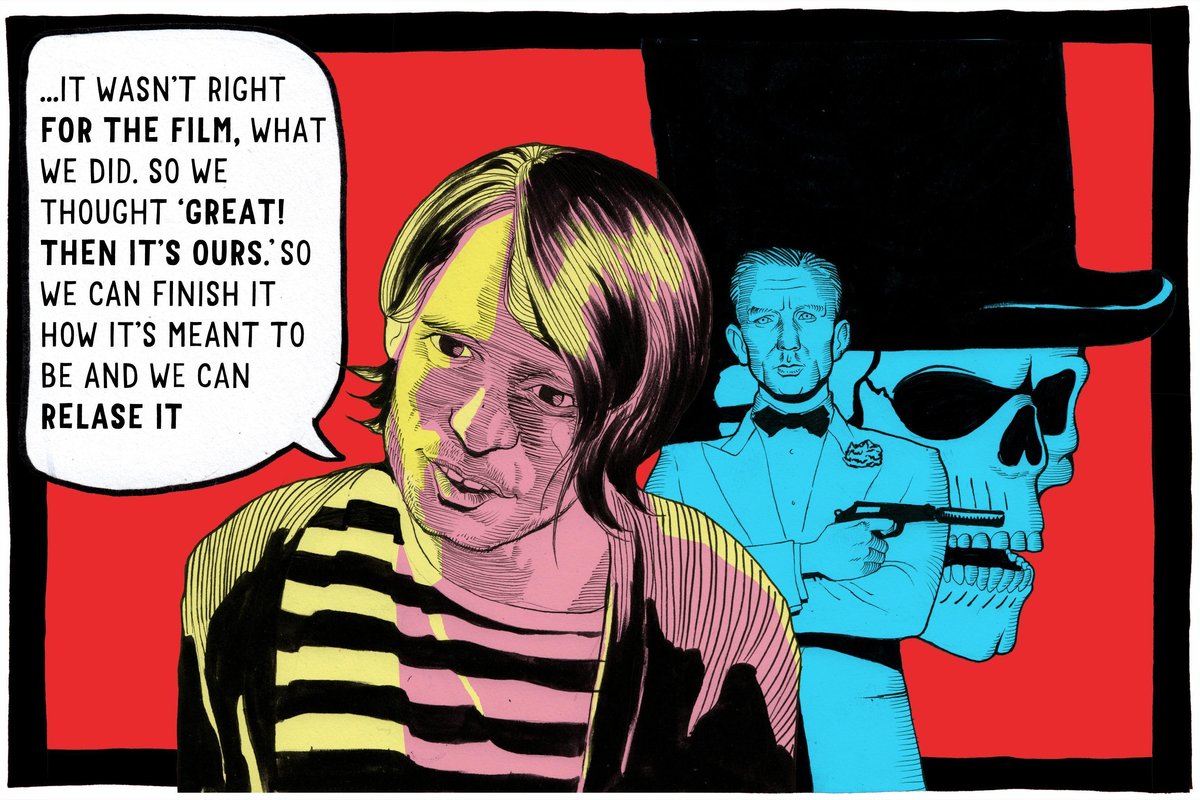 ...IT WASN'T RIGHT
FOR THE FILM, WHAT
WE DID. SO WE
THOUGHT 'GREAT!
THEN IT'S OURS.' SO
WE CAN FINISH IT
HOW IT'S MEANT TO
BE AND WE CAN
RELASE IT